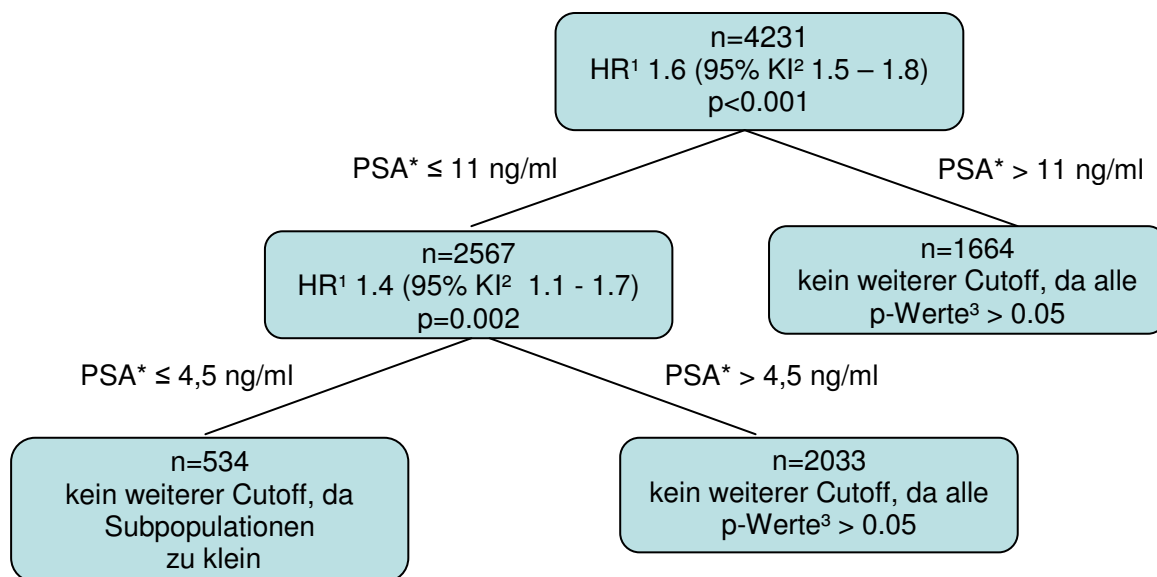 n=4231
HR¹ 1.6 (95% KI² 1.5 – 1.8)
p<0.001
PSA* ≤ 11 ng/ml
PSA* > 11 ng/ml
n=2567
HR¹ 1.4 (95% KI² 1.1 - 1.7)
p=0.002
n=1664
kein weiterer Cutoff, da alle
p-Werte³ > 0.05
PSA* ≤ 4,5 ng/ml
PSA* > 4,5 ng/ml
n=534
kein weiterer Cutoff, da
Subpopulationen
zu klein
n=2033
kein weiterer Cutoff, da alle
p-Werte³ > 0.05